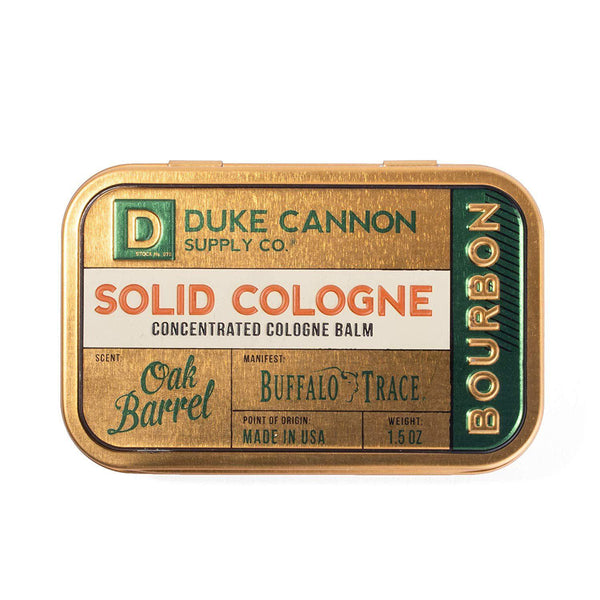 D
DUKE CANNON
SUPPLY CO.®
SOLID COLOGNE
CONCENTRATED COLOGNE BALM
SCENT:
Oak
Barrel
MANIFEST:
BUFFALO TRACE
POINT OF ORIGIN:
MADE IN USA
WEIGHT:
1.5 OZ
BOURBON